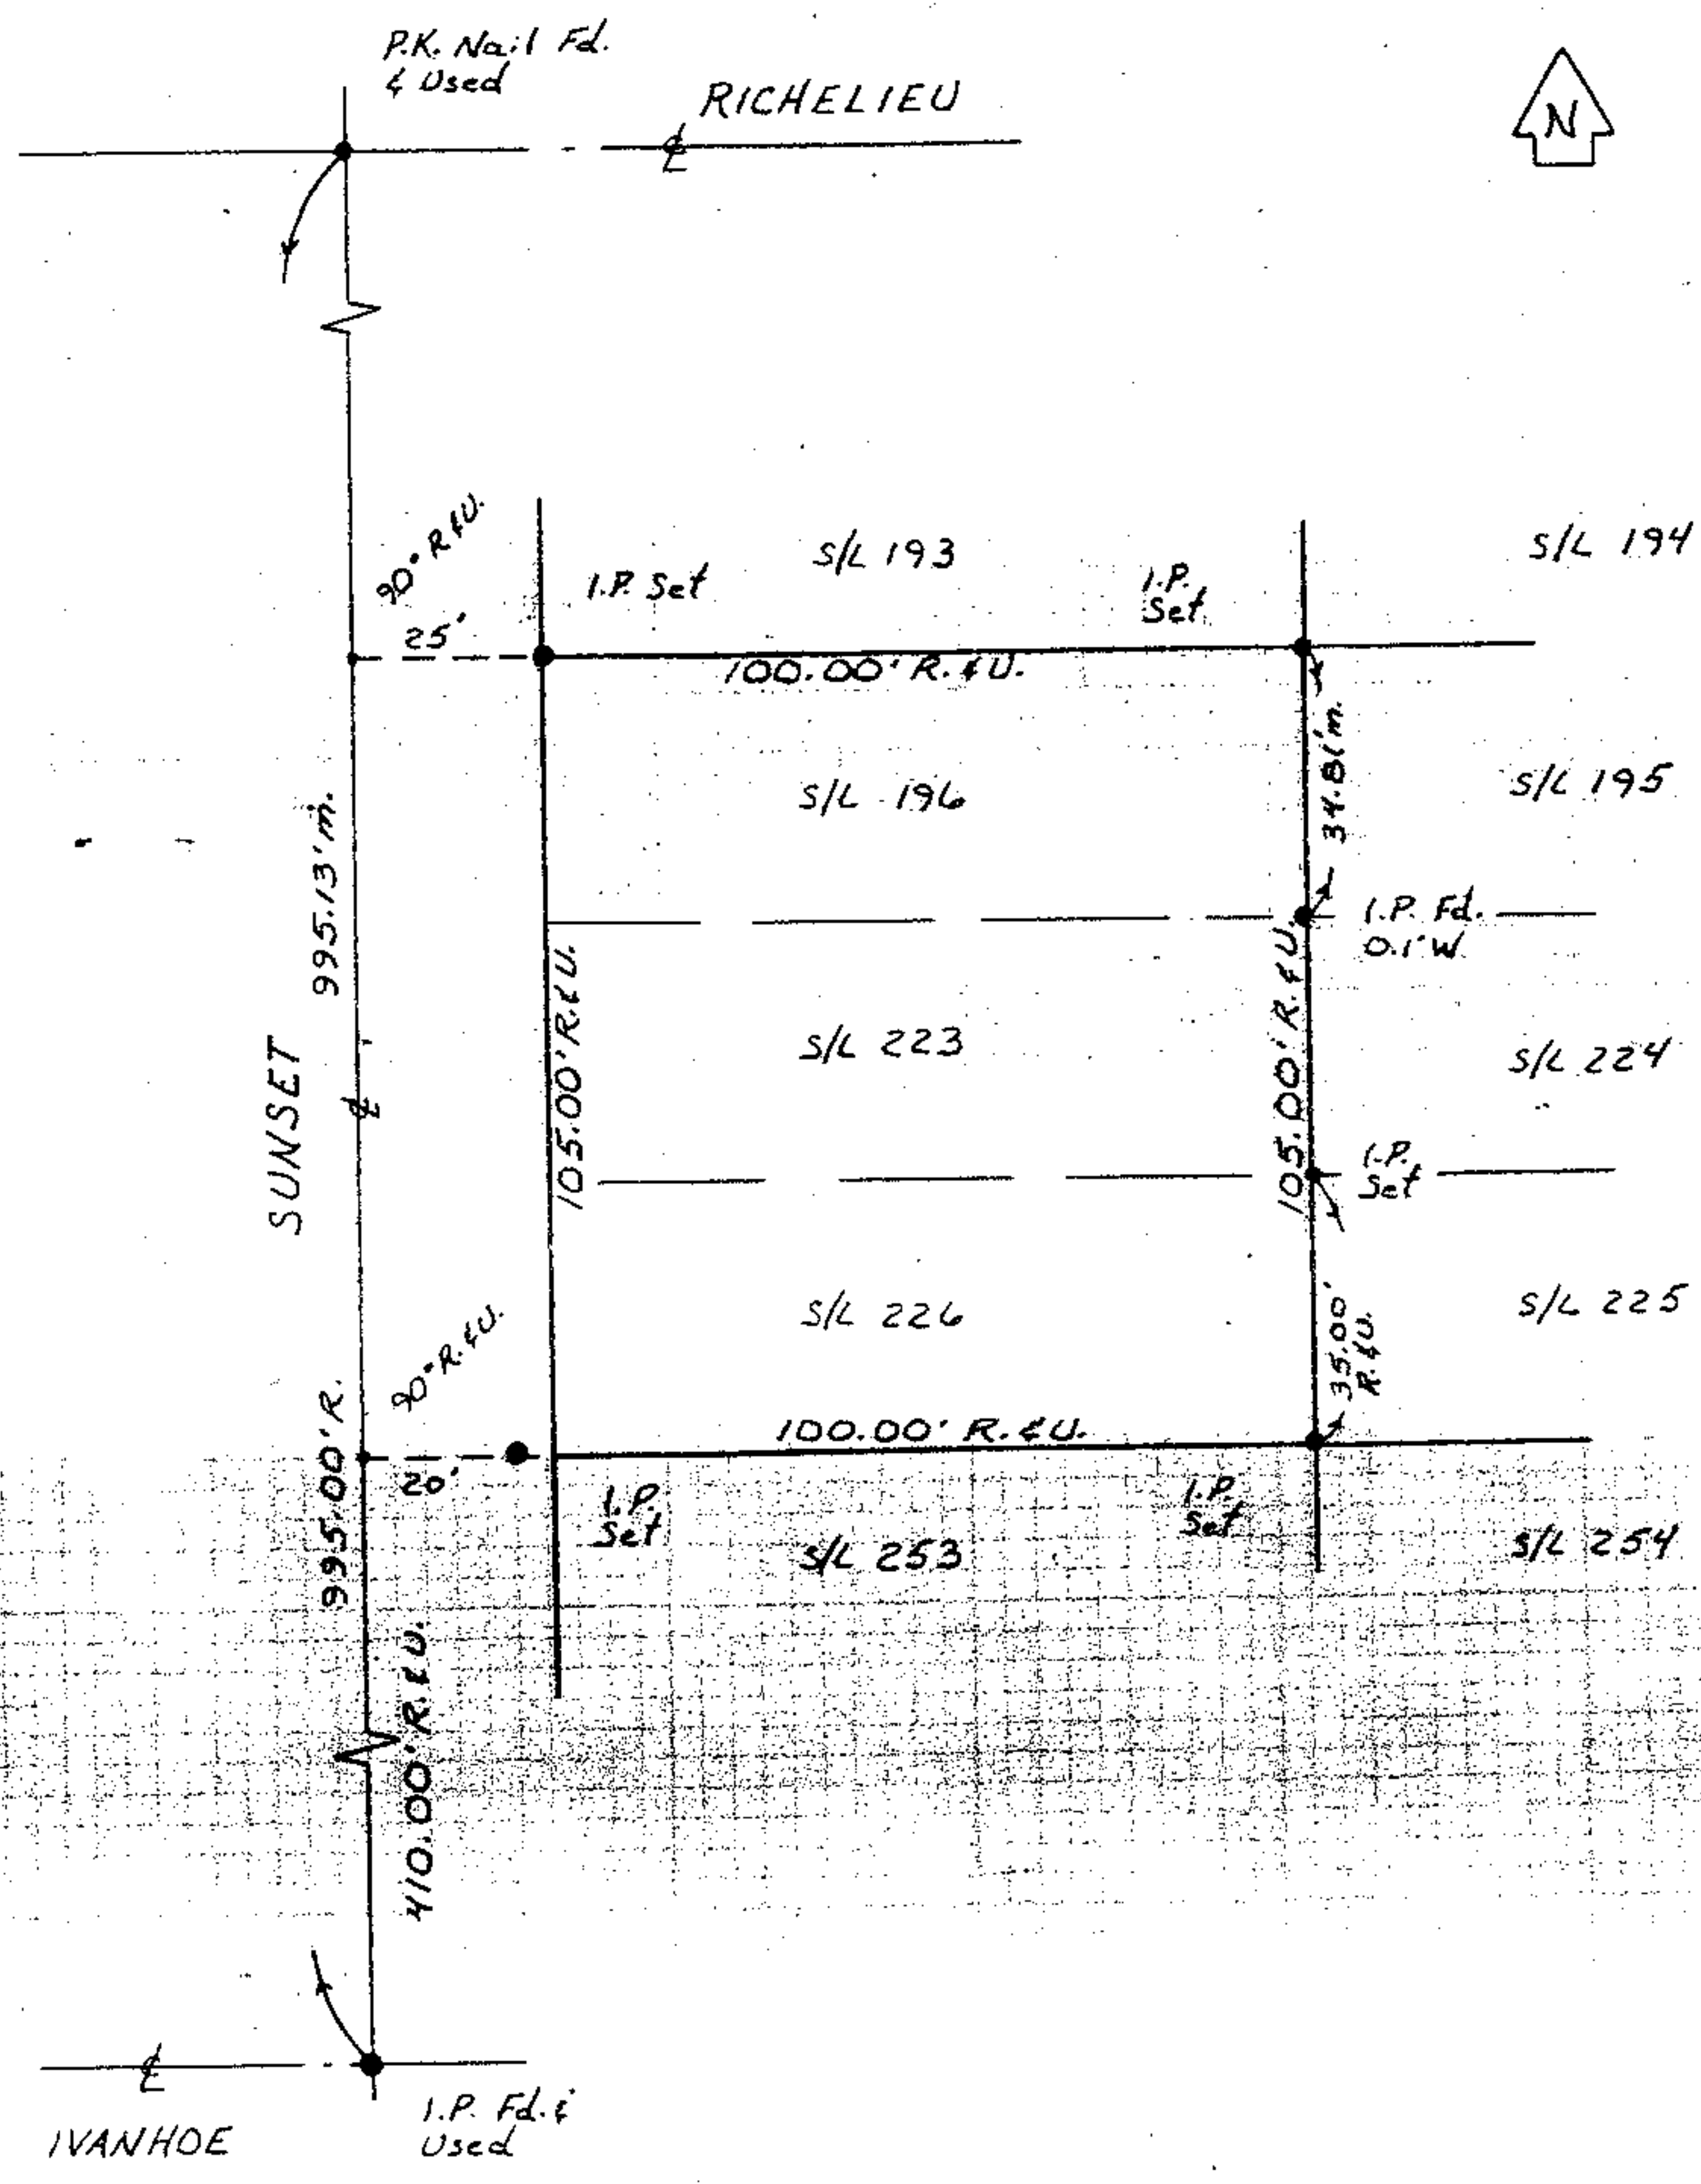 P.K. Nail Fd.
& Used
RICHELIEU
℄
N
90° R&U.
25'
I.P. Set
S/L 193
I.P.
Set
S/L 194
100.00' R.&U.
34.81'm.
S/L 196
S/L 195
995.13'm.
I.P. Fd.
0.1'W
105.00' R.&U.
105.00' R.&U.
S/L 223
S/L 224
SUNSET
℄
I.P.
Set
S/L 226
S/L 225
35.00'
R.&U.
90° R.&U.
995.00' R.
100.00' R.&U.
20'
I.P.
Set
I.P.
Set
S/L 253
S/L 254
410.00' R.&U.
℄
IVANHOE
I.P. Fd. &
Used